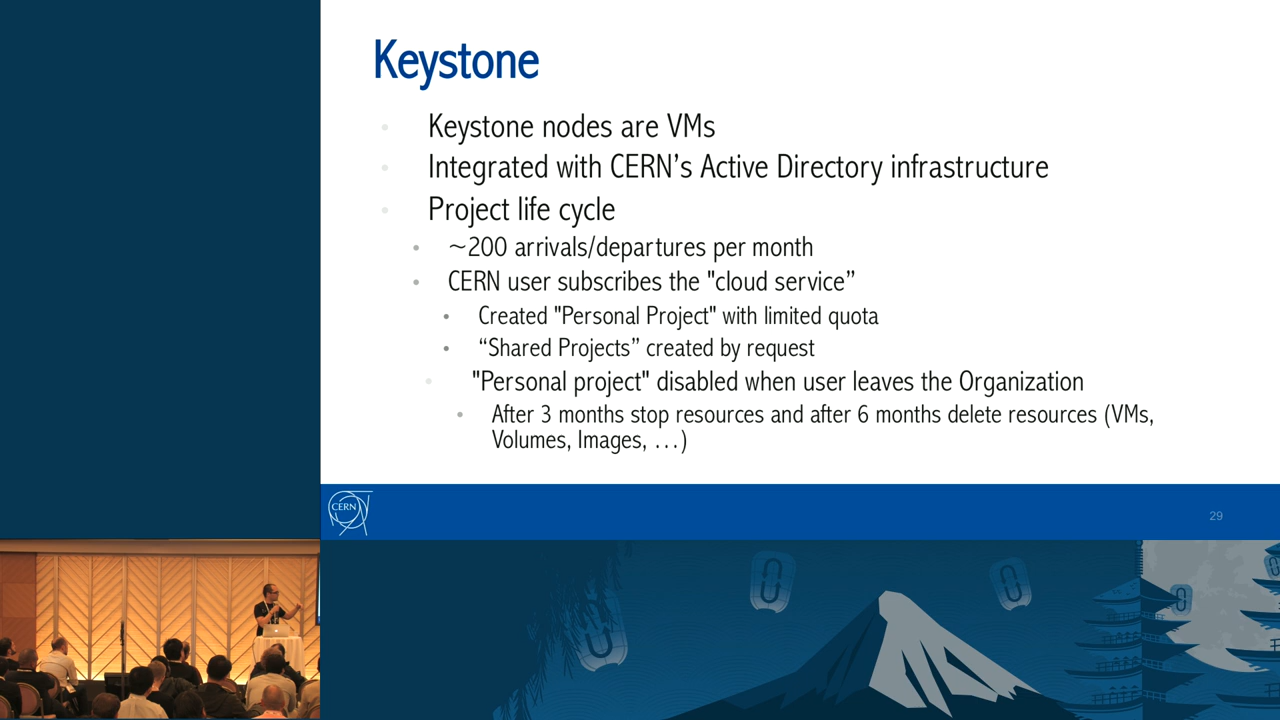 Keystone
Keystone nodes are VMs
Integrated with CERN’s Active Directory infrastructure
Project life cycle
~200 arrivals/departures per month
CERN user subscribes the "cloud service”
Created "Personal Project" with limited quota
“Shared Projects” created by request
"Personal project" disabled when user leaves the Organization
After 3 months stop resources and after 6 months delete resources (VMs,
Volumes, Images, …)
CERN
29